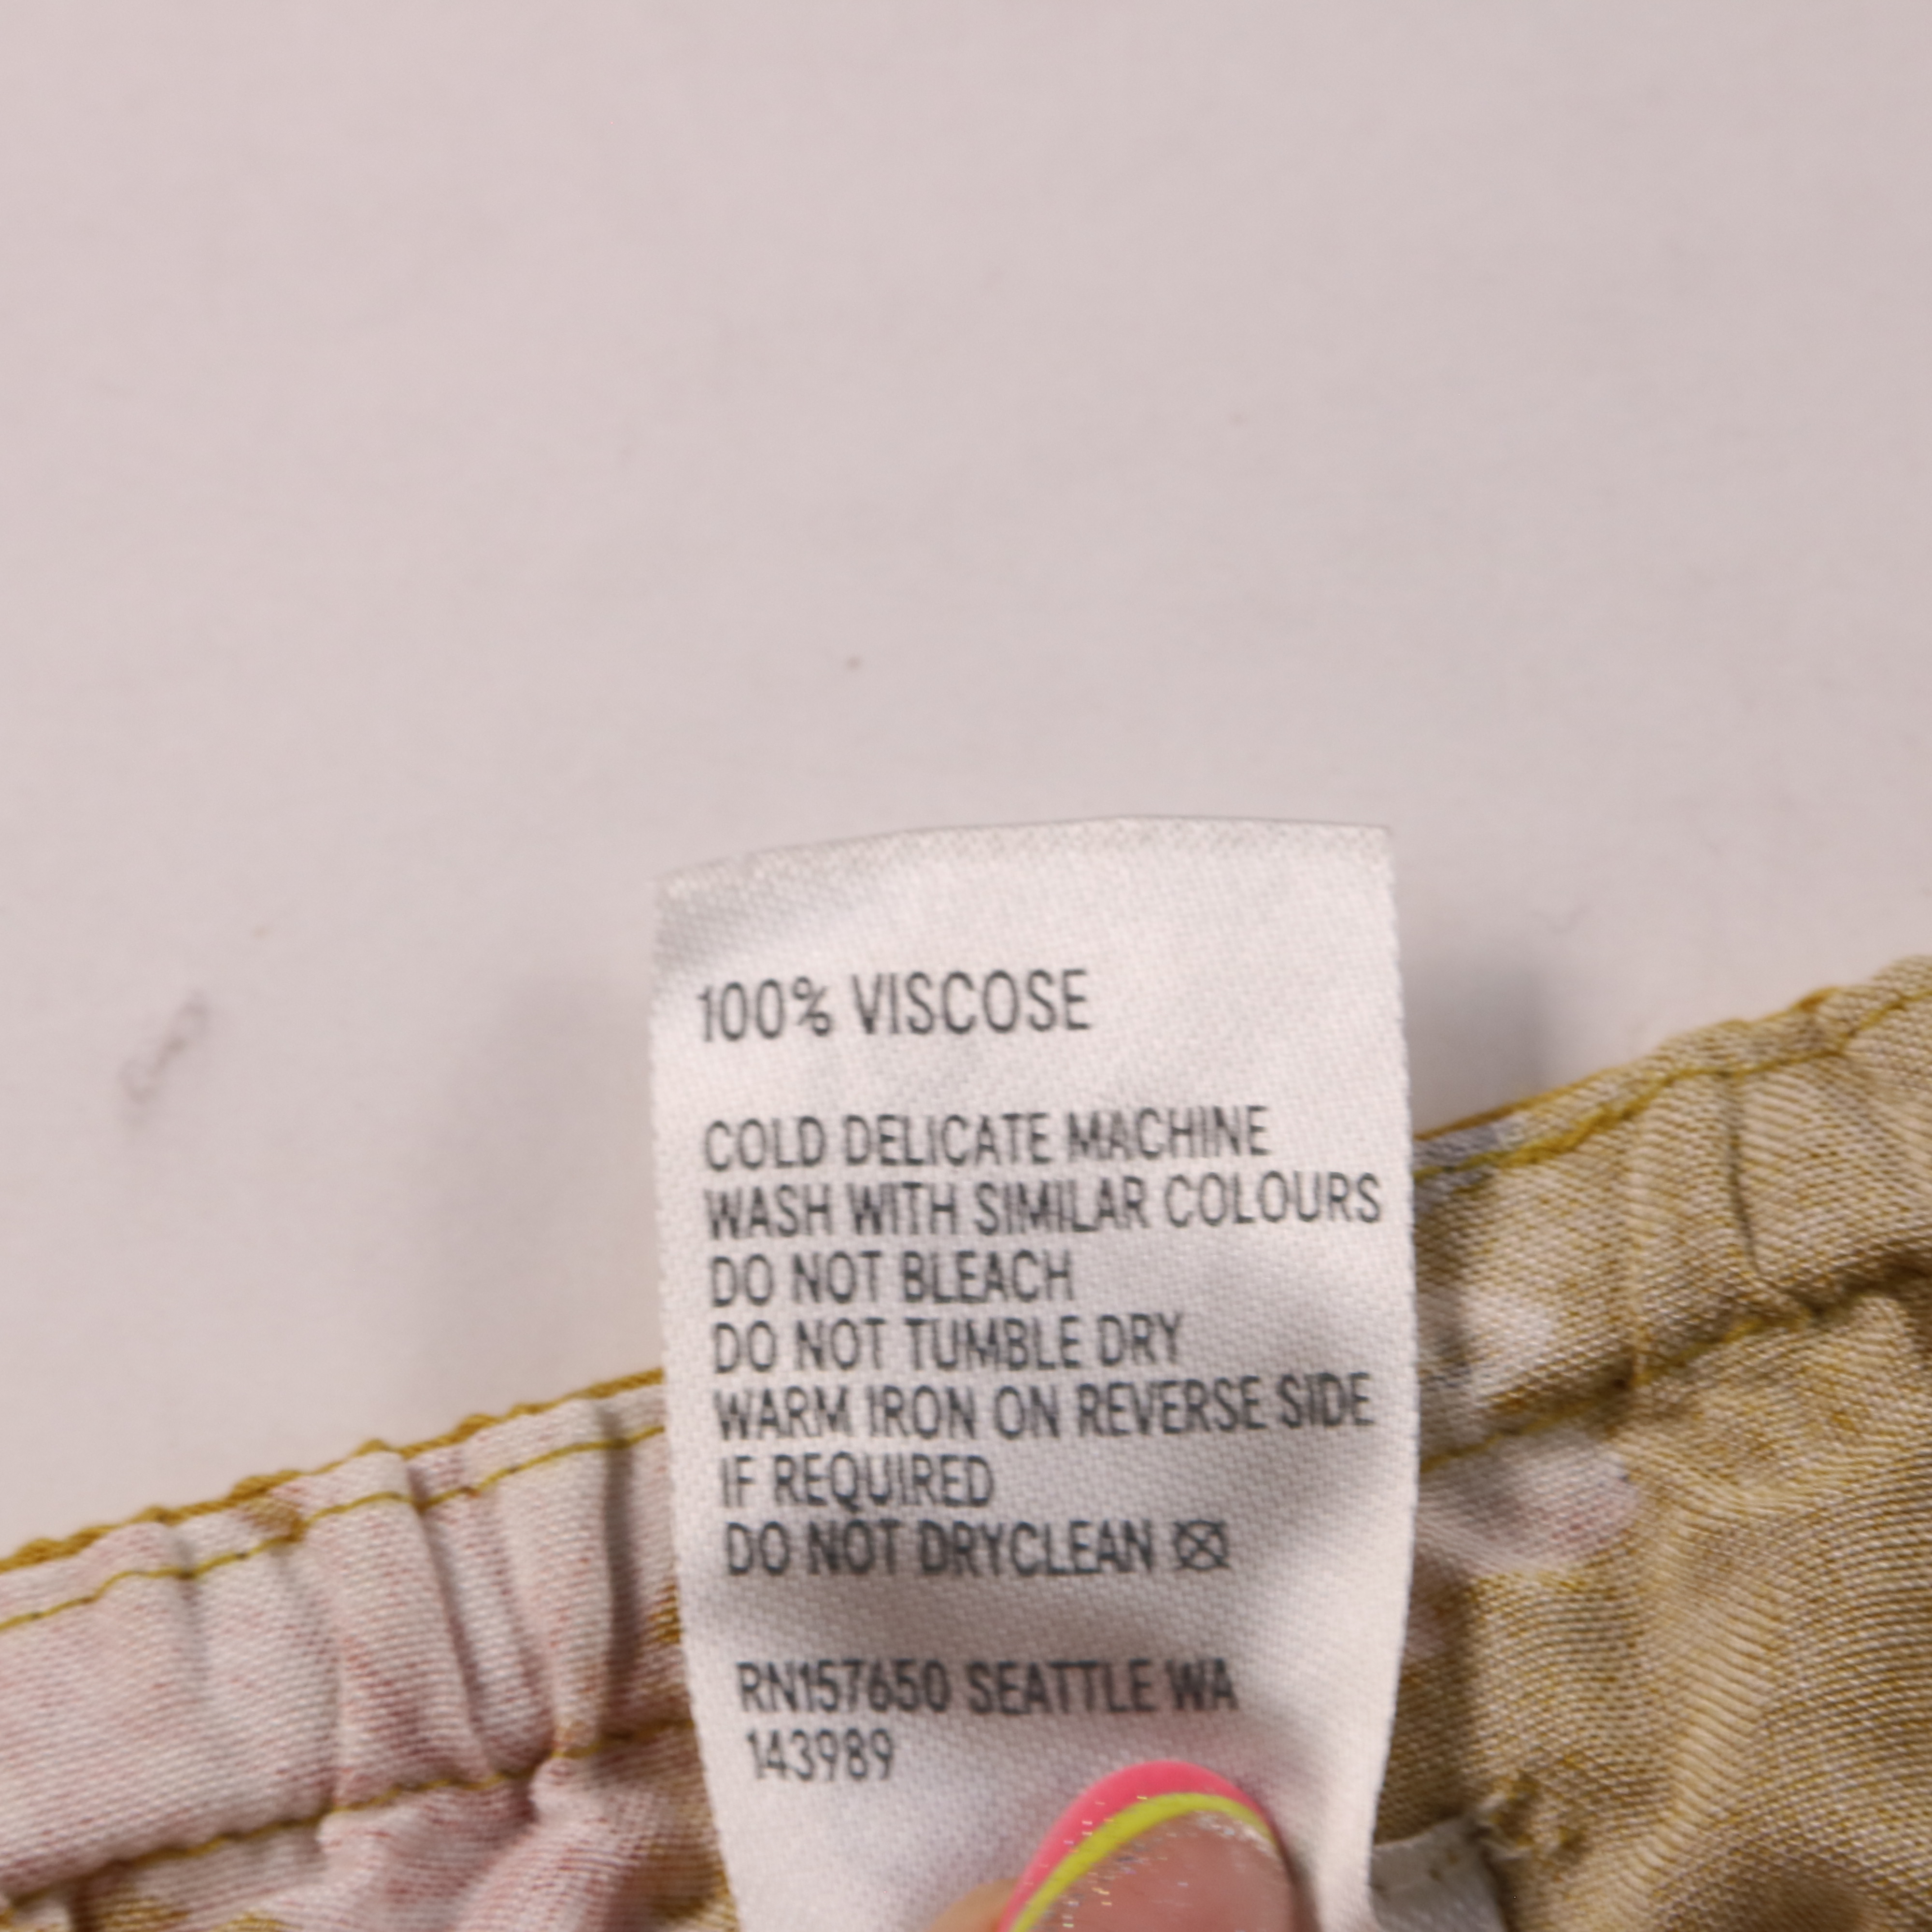 100% VISCOSE
COLD DELICATE MACHINE
WASH WITH SIMILAR COLOURS
DO NOT BLEACH
DO NOT TUMBLE DRY
WARM IRON ON REVERSE SIDE
IF REQUIRED
DO NOT DRYCLEAN
RN157650 SEATTLE WA
143989